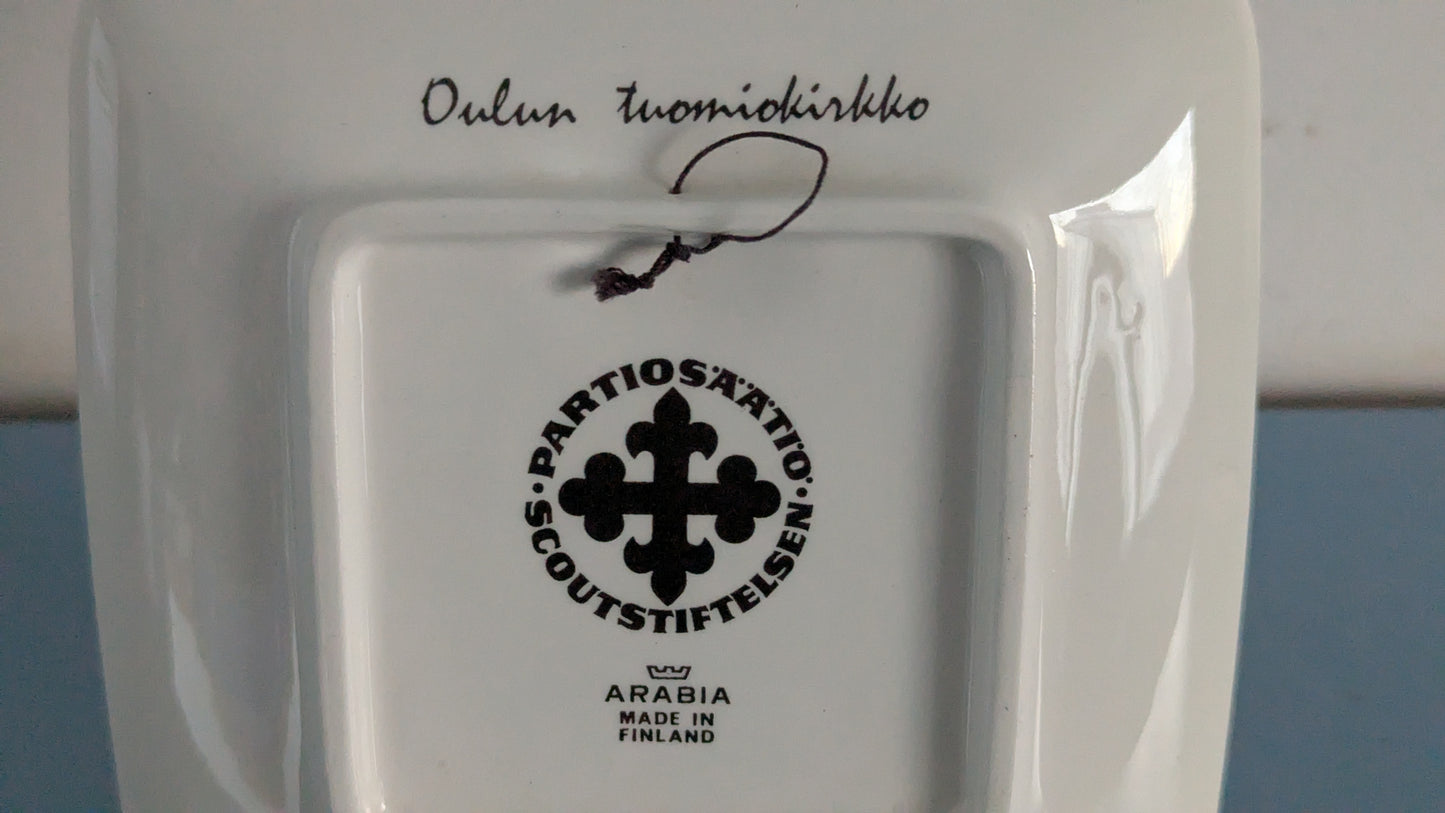 Oulun tuomiokirkko
· PARTIOSÄÄTIÖ ·
SCOUTSTIFTELSEN
ARABIA
MADE IN
FINLAND